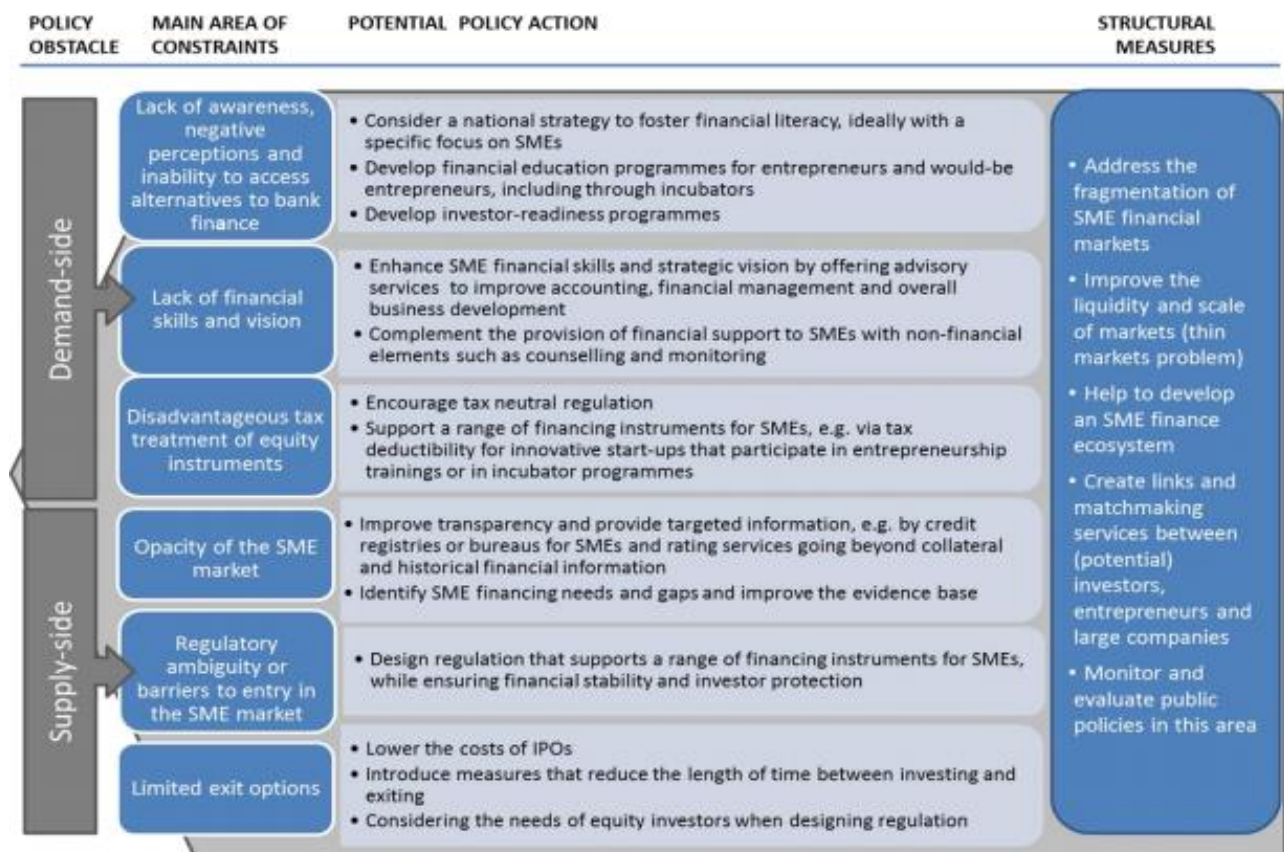 POLICY OBSTACLE
MAIN AREA OF CONSTRAINTS
POTENTIAL POLICY ACTION
STRUCTURAL MEASURES
Demand-side
Lack of awareness,
negative
perceptions and
inability to access
alternatives to bank
finance
• Consider a national strategy to foster financial literacy, ideally with a
specific focus on SMEs
• Develop financial education programmes for entrepreneurs and would-be
entrepreneurs, including through incubators
• Develop investor-readiness programmes
Lack of financial
skills and vision
• Enhance SME financial skills and strategic vision by offering advisory
services to improve accounting, financial management and overall
business development
• Complement the provision of financial support to SMEs with non-financial
elements such as counselling and monitoring
Disadvantageous tax
treatment of equity
instruments
• Encourage tax neutral regulation
• Support a range of financing instruments for SMEs, e.g. via tax
deductibility for innovative start-ups that participate in entrepreneurship
trainings or in incubator programmes
Supply-side
Opacity of the SME
market
• Improve transparency and provide targeted information, e.g. by credit
registries or bureaus for SMEs and rating services going beyond collateral
and historical financial information
• Identify SME financing needs and gaps and improve the evidence base
Regulatory
ambiguity or
barriers to entry in
the SME market
• Design regulation that supports a range of financing instruments for SMEs,
while ensuring financial stability and investor protection
Limited exit options
• Lower the costs of IPOs
• Introduce measures that reduce the length of time between investing and
exiting
• Considering the needs of equity investors when designing regulation
• Address the
fragmentation of
SME financial
markets
• Improve the
liquidity and scale
of markets (thin
markets problem)
• Help to develop
an SME finance
ecosystem
• Create links and
matchmaking
services between
(potential)
investors,
entrepreneurs and
large companies
• Monitor and
evaluate public
policies in this area